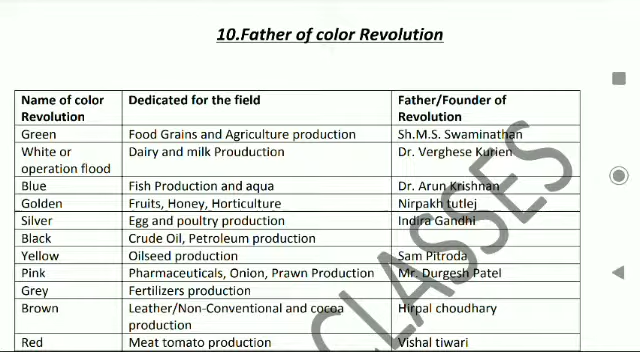 10.Father of color Revolution
Name of color Revolution | Dedicated for the field | Father/Founder of Revolution
Green | Food Grains and Agriculture production | Sh.M.S. Swaminathan
White or operation flood | Dairy and milk Prouduction | Dr. Verghese Kurien
Blue | Fish Production and aqua | Dr. Arun Krishnan
Golden | Fruits, Honey, Horticulture | Nirpakh tutlej
Silver | Egg and poultry production | Indira Gandhi
Black | Crude Oil, Petroleum production
Yellow | Oilseed production | Sam Pitroda
Pink | Pharmaceuticals, Onion, Prawn Production | Mr. Durgesh Patel
Grey | Fertilizers production
Brown | Leather/Non-Conventional and cocoa production | Hirpal choudhary
Red | Meat tomato production | Vishal tiwari
CLASSES